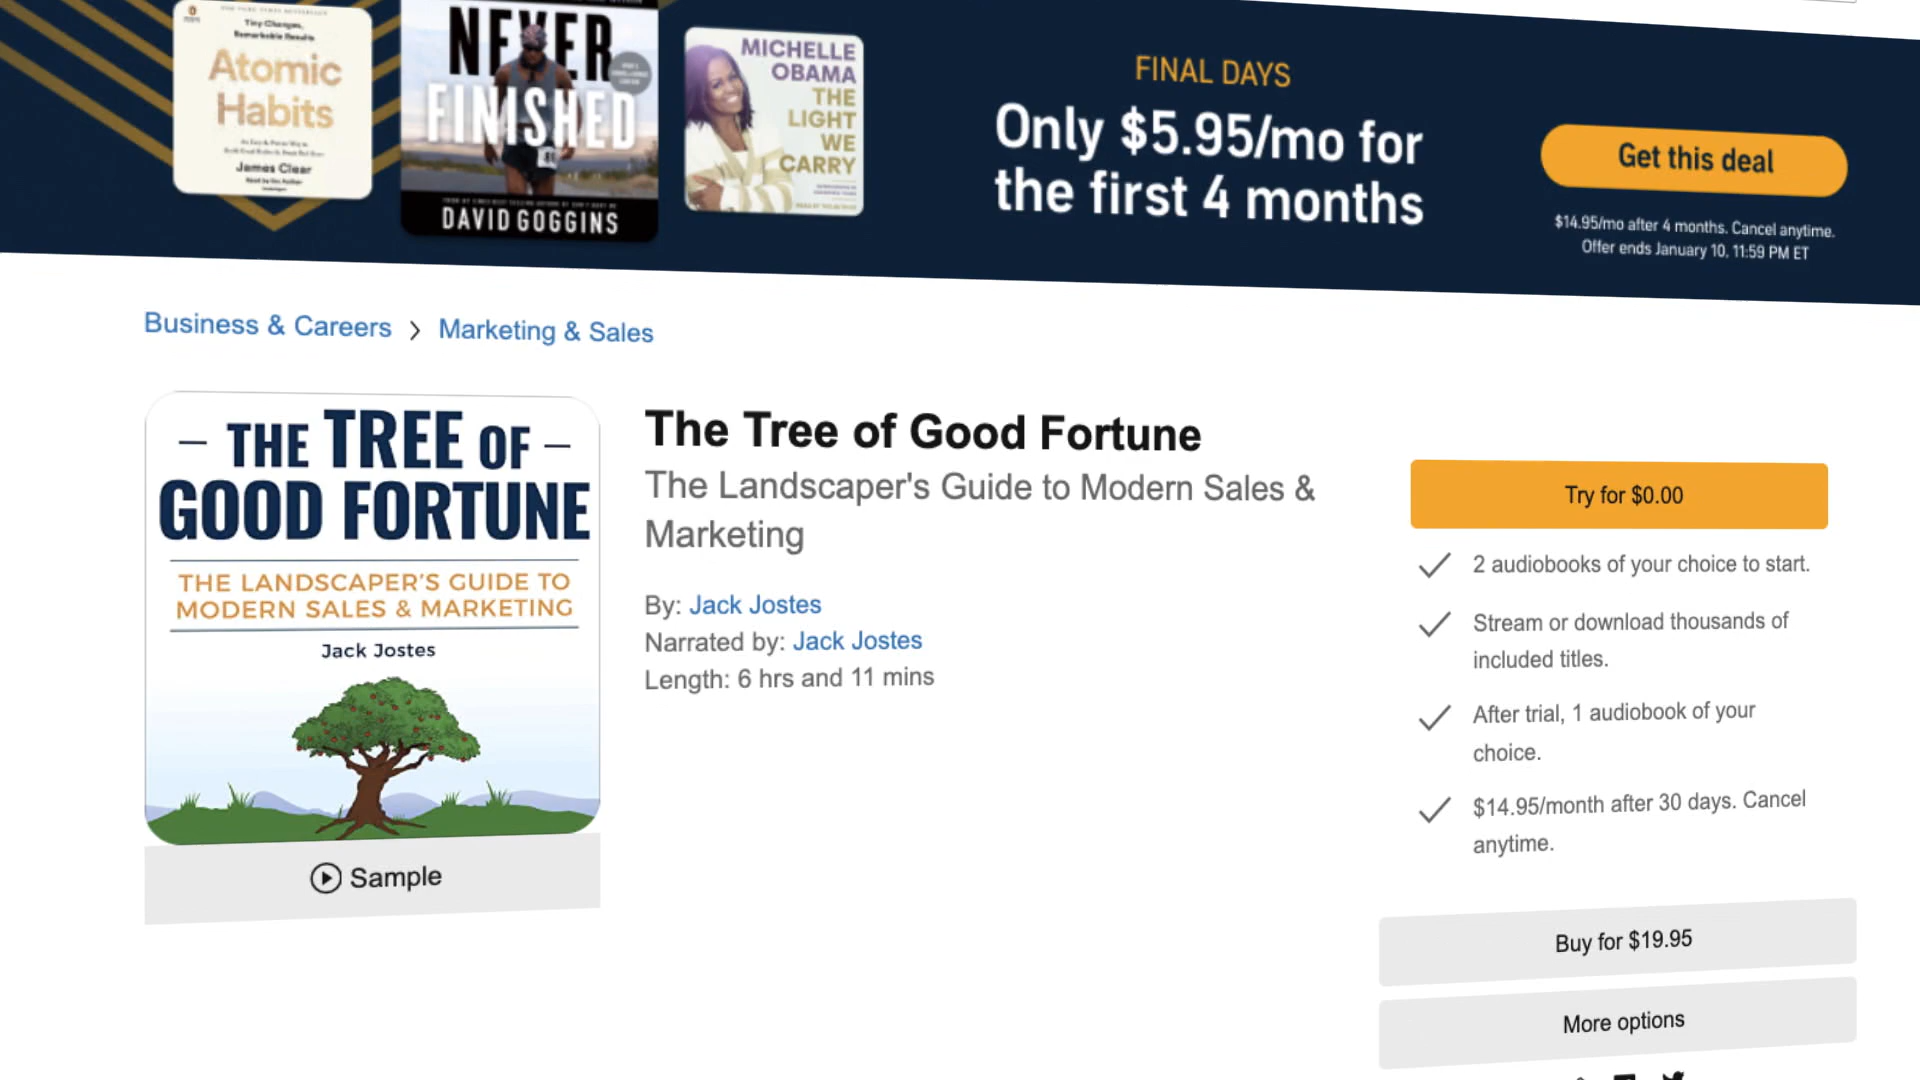 Tiny Changes,
Remarkable Results
Atomic
Habits
James Clear
NEVER
FINISHED
DAVID GOGGINS
MICHELLE
OBAMA
THE
LIGHT
WE
CARRY
FINAL DAYS
Only $5.95/mo for
the first 4 months
Get this deal
$14.95/mo after 4 months. Cancel anytime.
Offer ends January 10, 11:59 PM ET
Business & Careers > Marketing & Sales
– THE TREE OF –
GOOD FORTUNE
THE LANDSCAPER'S GUIDE TO
MODERN SALES & MARKETING
Jack Jostes
Sample
The Tree of Good Fortune
The Landscaper's Guide to Modern Sales &
Marketing
By: Jack Jostes
Narrated by: Jack Jostes
Length: 6 hrs and 11 mins
Try for $0.00
2 audiobooks of your choice to start.
Stream or download thousands of
included titles.
After trial, 1 audiobook of your
choice.
$14.95/month after 30 days. Cancel
anytime.
Buy for $19.95
More options